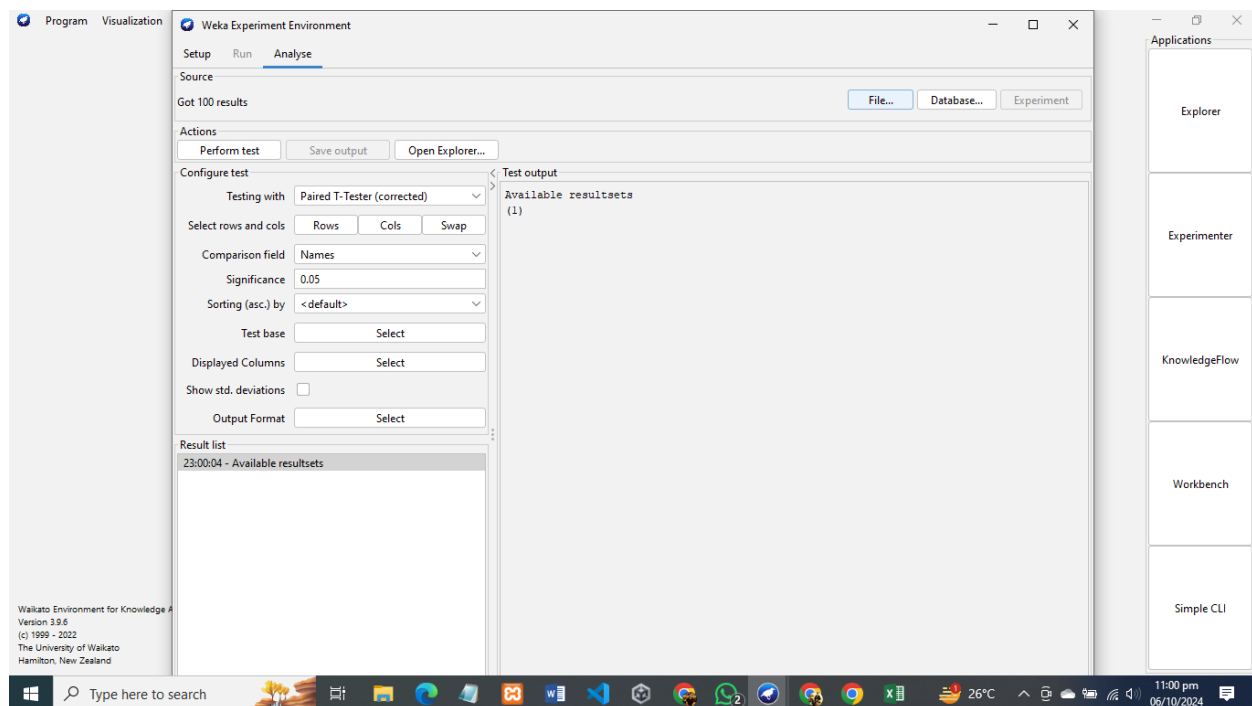 Program Visualization
Weka Experiment Environment
Setup Run Analyse
Source
Got 100 results
File... Database... Experiment
Actions
Perform test Save output Open Explorer...
Configure test
Testing with Paired T-Tester (corrected)
Select rows and cols Rows Cols Swap
Comparison field Names
Significance 0.05
Sorting (asc.) by <default>
Test base Select
Displayed Columns Select
Show std. deviations
Output Format Select
Result list
23:00:04 - Available resultsets
Test output
Available resultsets
(1)
Applications
Explorer
Experimenter
KnowledgeFlow
Workbench
Simple CLI
Waikato Environment for Knowledge A
Version 3.9.6
(c) 1999 - 2022
The University of Waikato
Hamilton, New Zealand
Type here to search
2
26°C
11:00 pm
06/10/2024